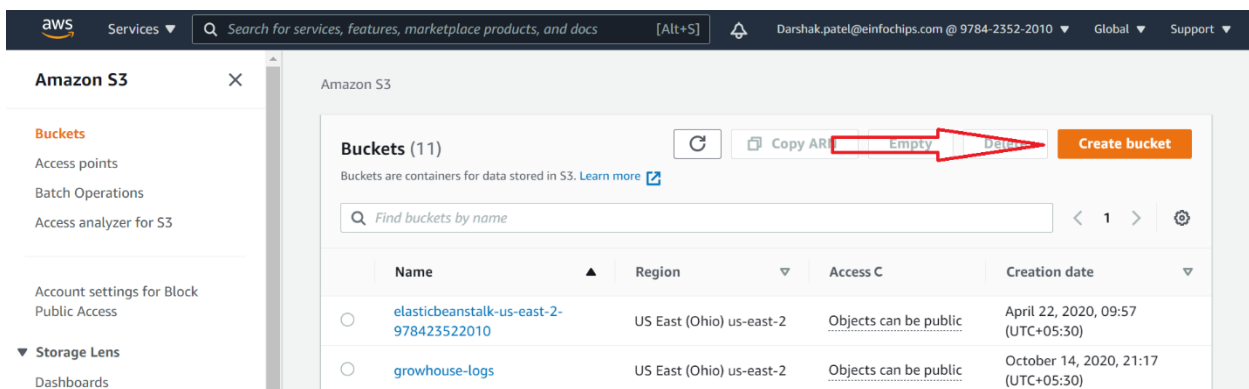 aws Services ▼ Search for services, features, marketplace products, and docs [Alt+S] Darshak.patel@einfochips.com @ 9784-2352-2010 ▼ Global ▼ Support ▼
Amazon S3
Buckets
Access points
Batch Operations
Access analyzer for S3
Account settings for Block
Public Access
▼ Storage Lens
Dashboards
Amazon S3
Buckets (11)
Copy ARN Empty Delete Create bucket
Buckets are containers for data stored in S3. Learn more
Find buckets by name
1
Name Region Access C Creation date
elasticbeanstalk-us-east-2-
978423522010
US East (Ohio) us-east-2 Objects can be public
April 22, 2020, 09:57
(UTC+05:30)
growhouse-logs US East (Ohio) us-east-2 Objects can be public
October 14, 2020, 21:17
(UTC+05:30)